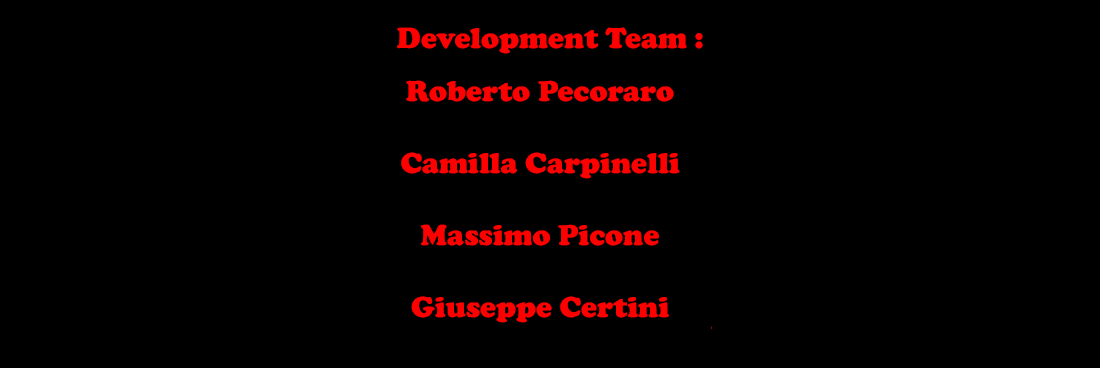 Development Team :
Roberto Pecoraro
Camilla Carpinelli
Massimo Picone
Giuseppe Certini